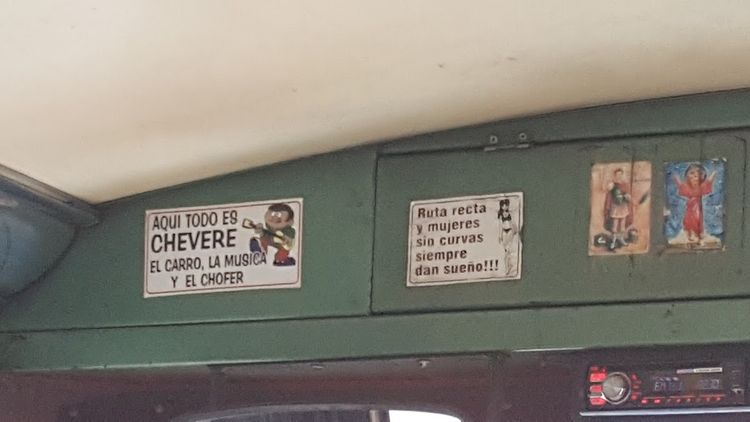 AQUI TODO ES
CHEVERE
EL CARRO, LA MUSICA
Y EL CHOFER
Ruta recta
y mujeres
sin curvas
siempre
dan sueño!!!